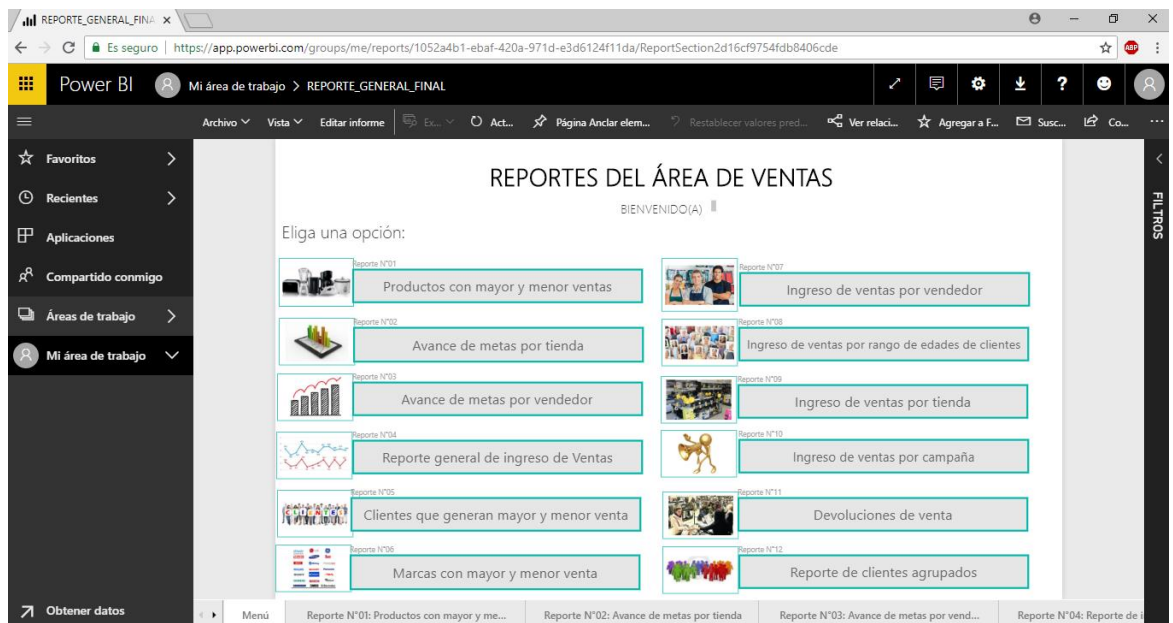 REPORTE_GENERAL_FINA
Es seguro | https://app.powerbi.com/groups/me/reports/1052a4b1-ebaf-420a-971d-e3d6124f11da/ReportSection2d16cf9754fdb8406cde
ABP
Power BI Mi área de trabajo > REPORTE_GENERAL_FINAL
Archivo Vista Editar informe Ex... Act... Página Anclar elem... Restablecer valores pred... Ver relaci... Agregar a F... Susc... Co... ...
Favoritos
Recientes
Aplicaciones
Compartido conmigo
Áreas de trabajo
Mi área de trabajo
Obtener datos
REPORTES DEL ÁREA DE VENTAS
BIENVENIDO(A)
Eliga una opción:
Reporte N°01
Productos con mayor y menor ventas
Reporte N°02
Avance de metas por tienda
Reporte N°03
Avance de metas por vendedor
Reporte N°04
Reporte general de ingreso de Ventas
Reporte N°05
CLIENTES
Clientes que generan mayor y menor venta
Reporte N°06
Marcas con mayor y menor venta
Reporte N°07
Ingreso de ventas por vendedor
Reporte N°08
Ingreso de ventas por rango de edades de clientes
Reporte N°09
Ingreso de ventas por tienda
Reporte N°10
Ingreso de ventas por campaña
Reporte N°11
Devoluciones de venta
Reporte N°12
Reporte de clientes agrupados
FILTROS
Menú Reporte N°01: Productos con mayor y me... Reporte N°02: Avance de metas por tienda Reporte N°03: Avance de metas por vend... Reporte N°04: Reporte de i